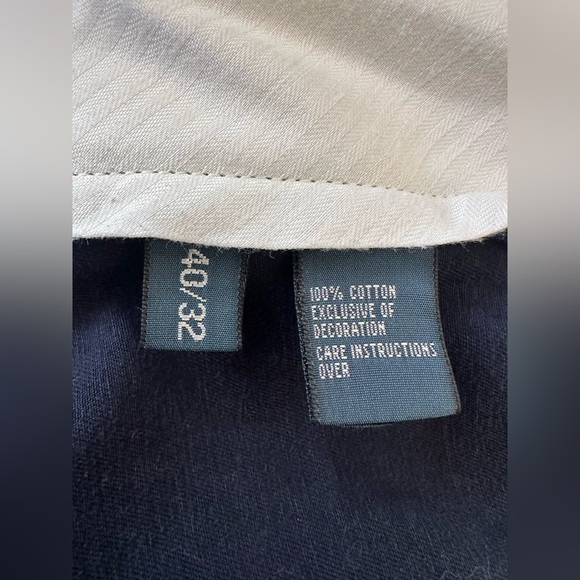 40/32
100% COTTON
EXCLUSIVE OF
DECORATION
CARE INSTRUCTIONS
OVER